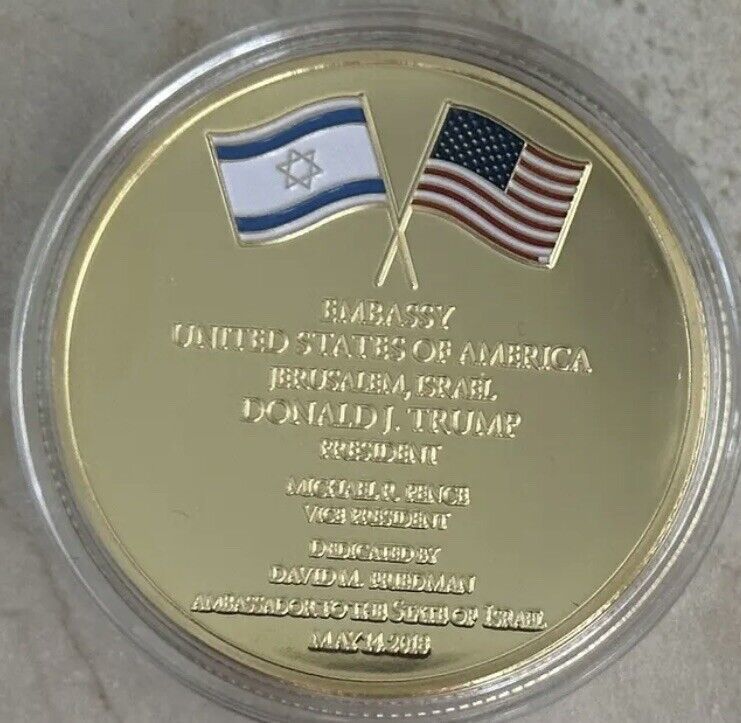 EMBASSY
UNITED STATES OF AMERICA
JERUSALEM, ISRAEL
DONALD J. TRUMP
PRESIDENT
MICHAEL R. PENCE
VICE PRESIDENT
DEDICATED BY
DAVID M. FRIEDMAN
AMBASSADOR TO THE STATE OF ISRAEL
MAY 14, 2018